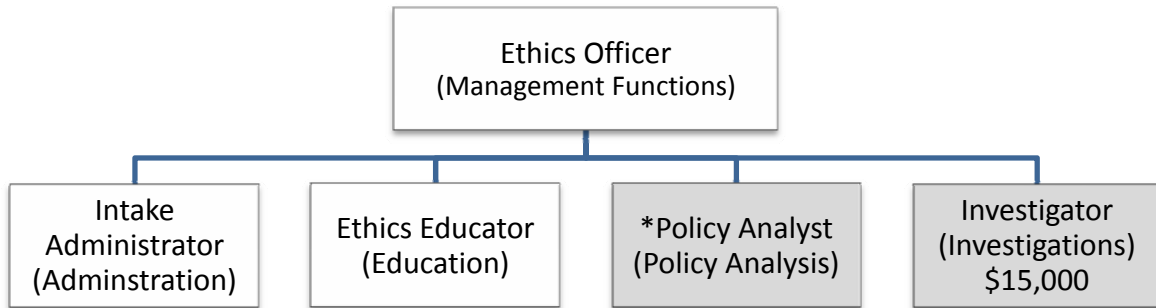 Ethics Officer
(Management Functions)
Intake
Administrator
(Adminstration)
Ethics Educator
(Education)
*Policy Analyst
(Policy Analysis)
Investigator
(Investigations)
$15,000